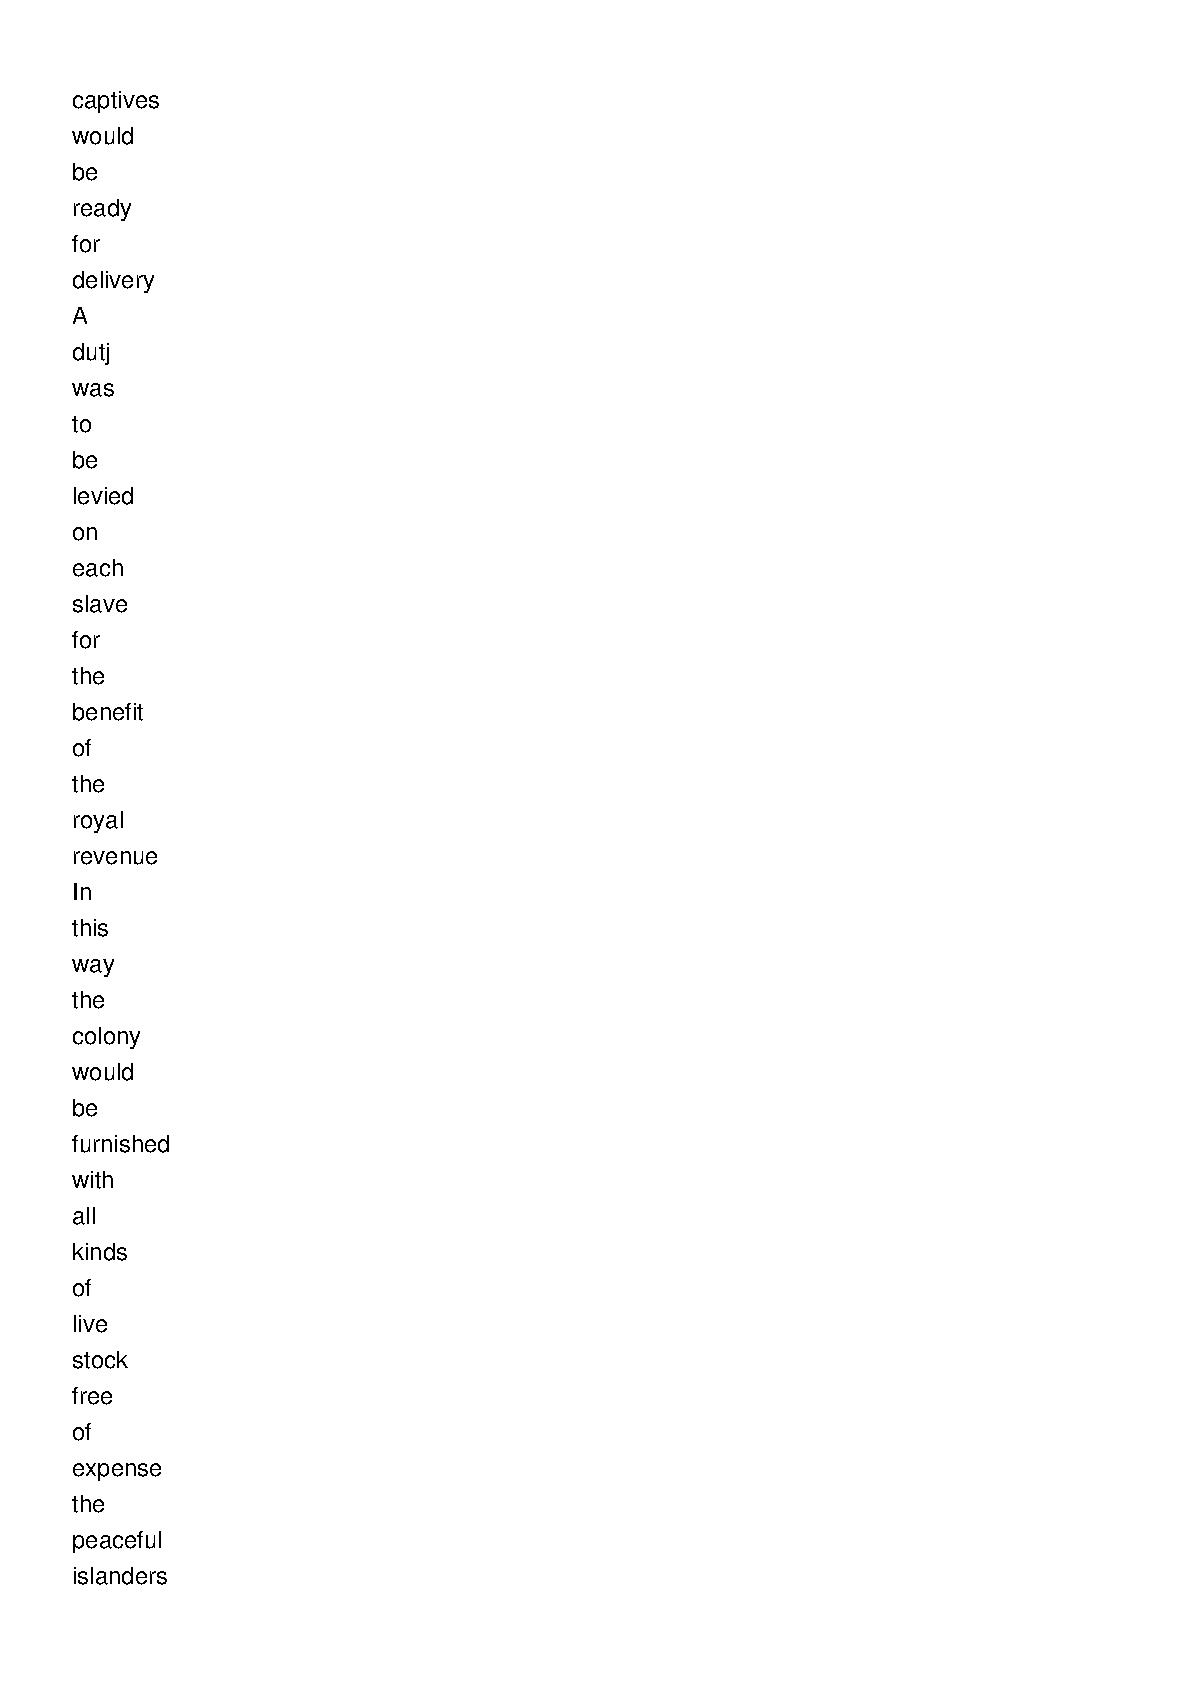 captives
would
be
ready
for
delivery
A
dutj
was
to
be
levied
on
each
slave
for
the
benefit
of
the
royal
revenue
In
this
way
the
colony
would
be
furnished
with
all
kinds
of
live
stock
free
of
expense
the
peaceful
islanders